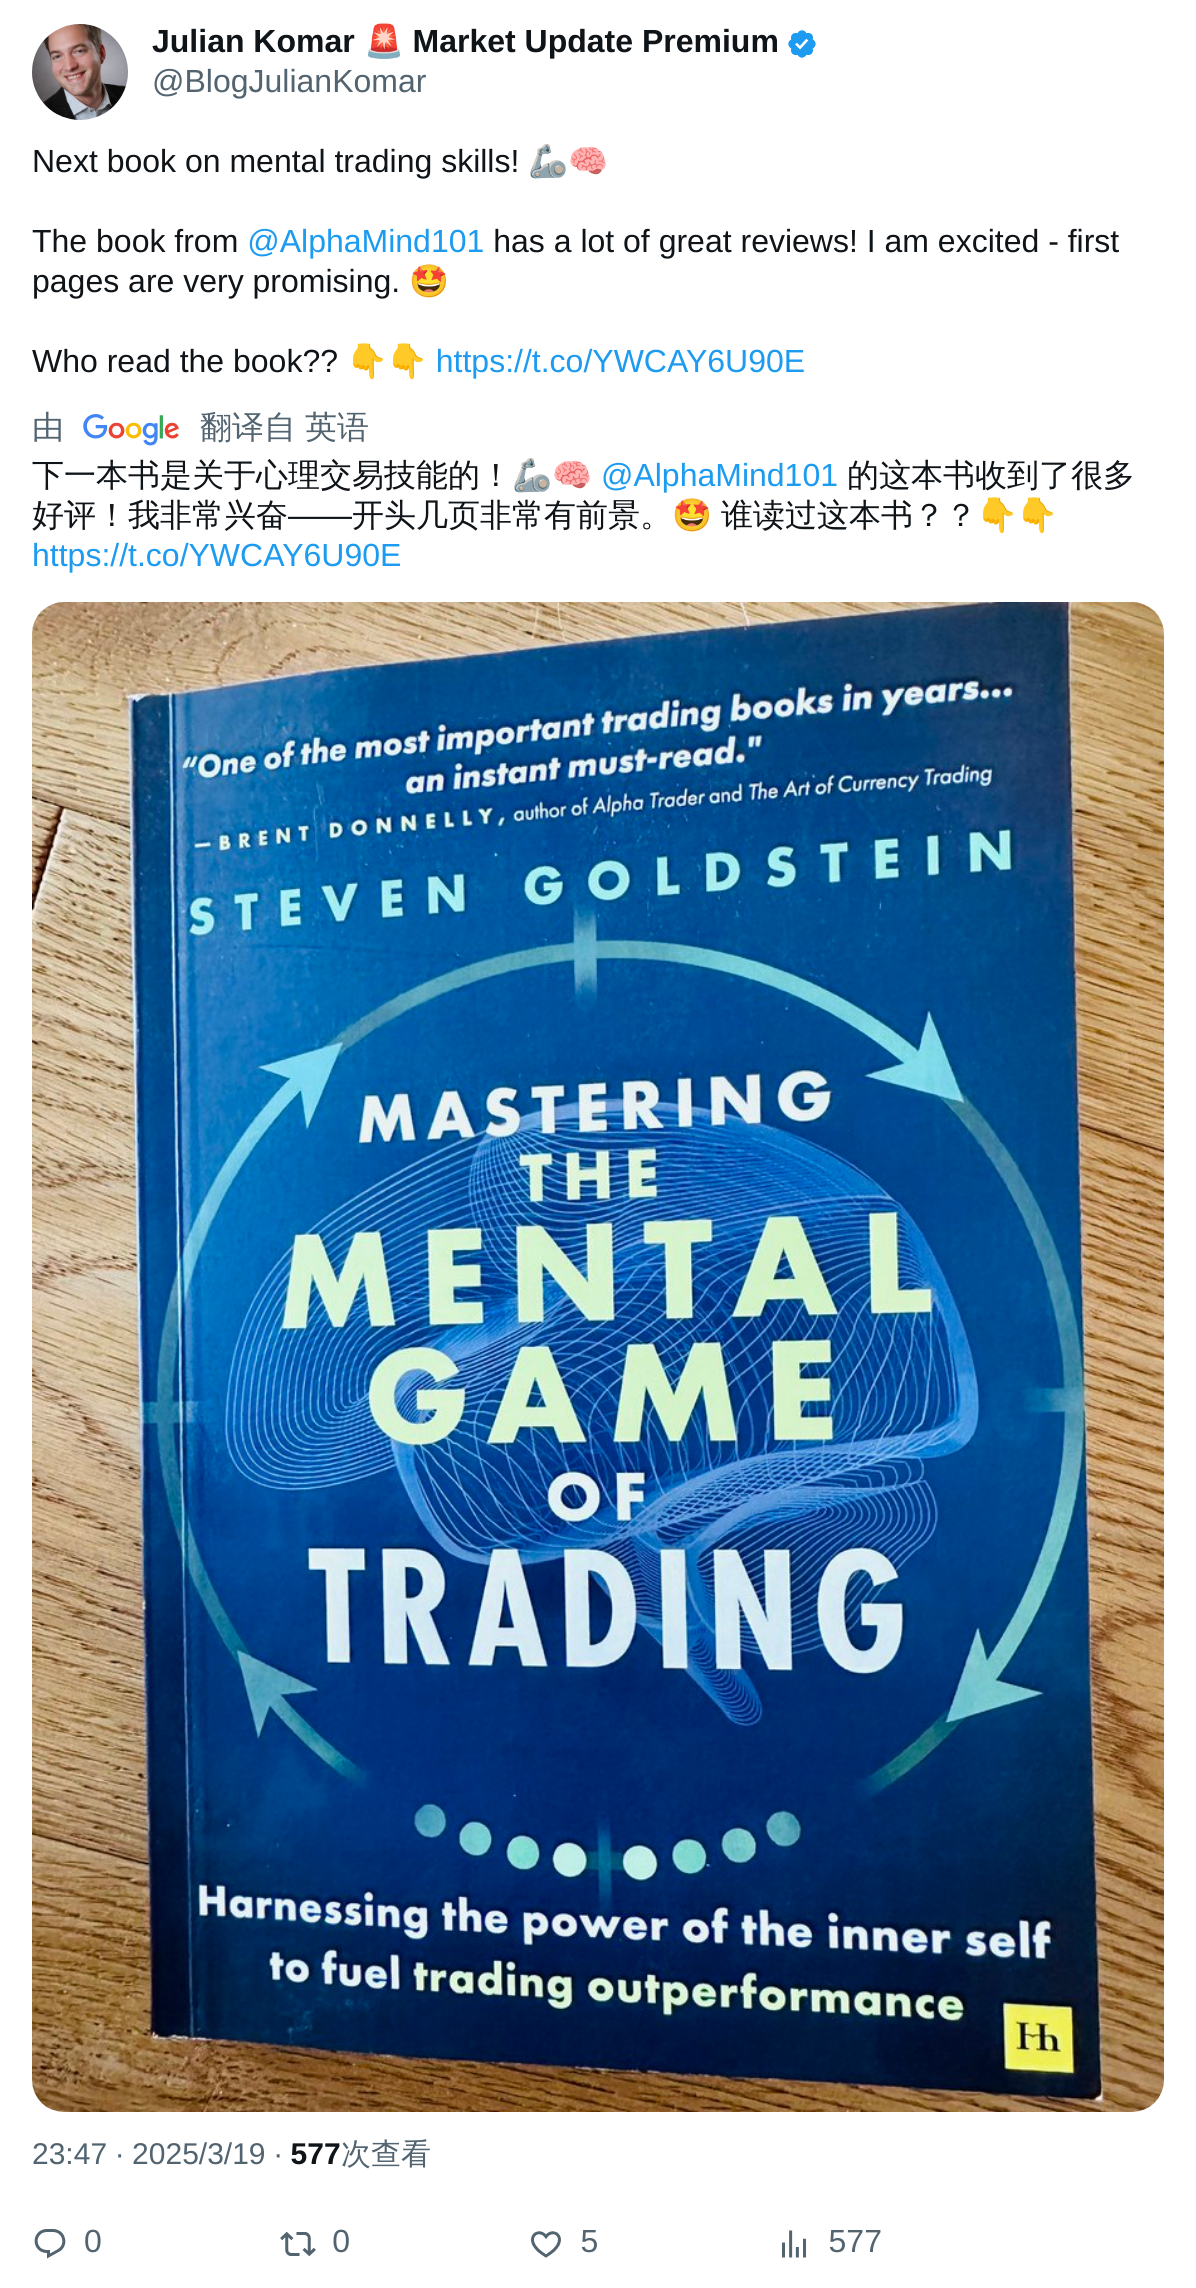 Julian Komar 🚨 Market Update Premium
@BlogJulianKomar
Next book on mental trading skills! 🦾🧠
The book from @AlphaMind101 has a lot of great reviews! I am excited - first
pages are very promising. 🤩
Who read the book?? 👇👇 https://t.co/YWCAY6U90E
由 Google 翻译自 英语
下一本书是关于心理交易技能的！🦾🧠 @AlphaMind101 的这本书收到了很多
好评！我非常兴奋——开头几页非常有前景。🤩 谁读过这本书？？👇👇
https://t.co/YWCAY6U90E
“One of the most important trading books in years...
an instant must-read."
—BRENT DONNELLY, author of Alpha Trader and The Art of Currency Trading
STEVEN GOLDSTEIN
MASTERING
THE
MENTAL
GAME
OF
TRADING
Harnessing the power of the inner self
to fuel trading outperformance
Hh
23:47 · 2025/3/19 · 577次查看
0 0 5 577